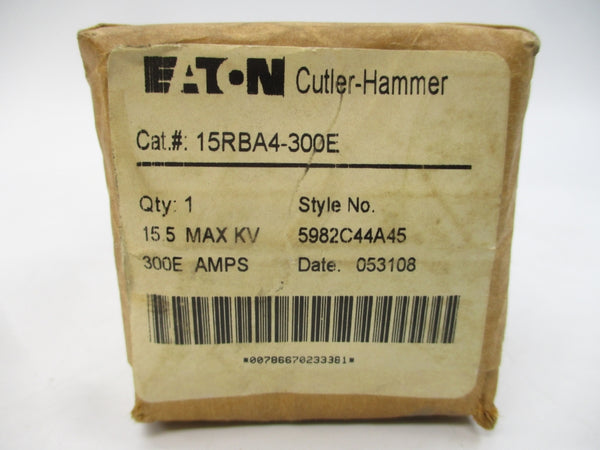 EATON Cutler-Hammer
Cat.#: 15RBA4-300E
Qty: 1 Style No.
15.5 MAX KV 5982C44A45
300E AMPS Date. 053108
*00786670233381*